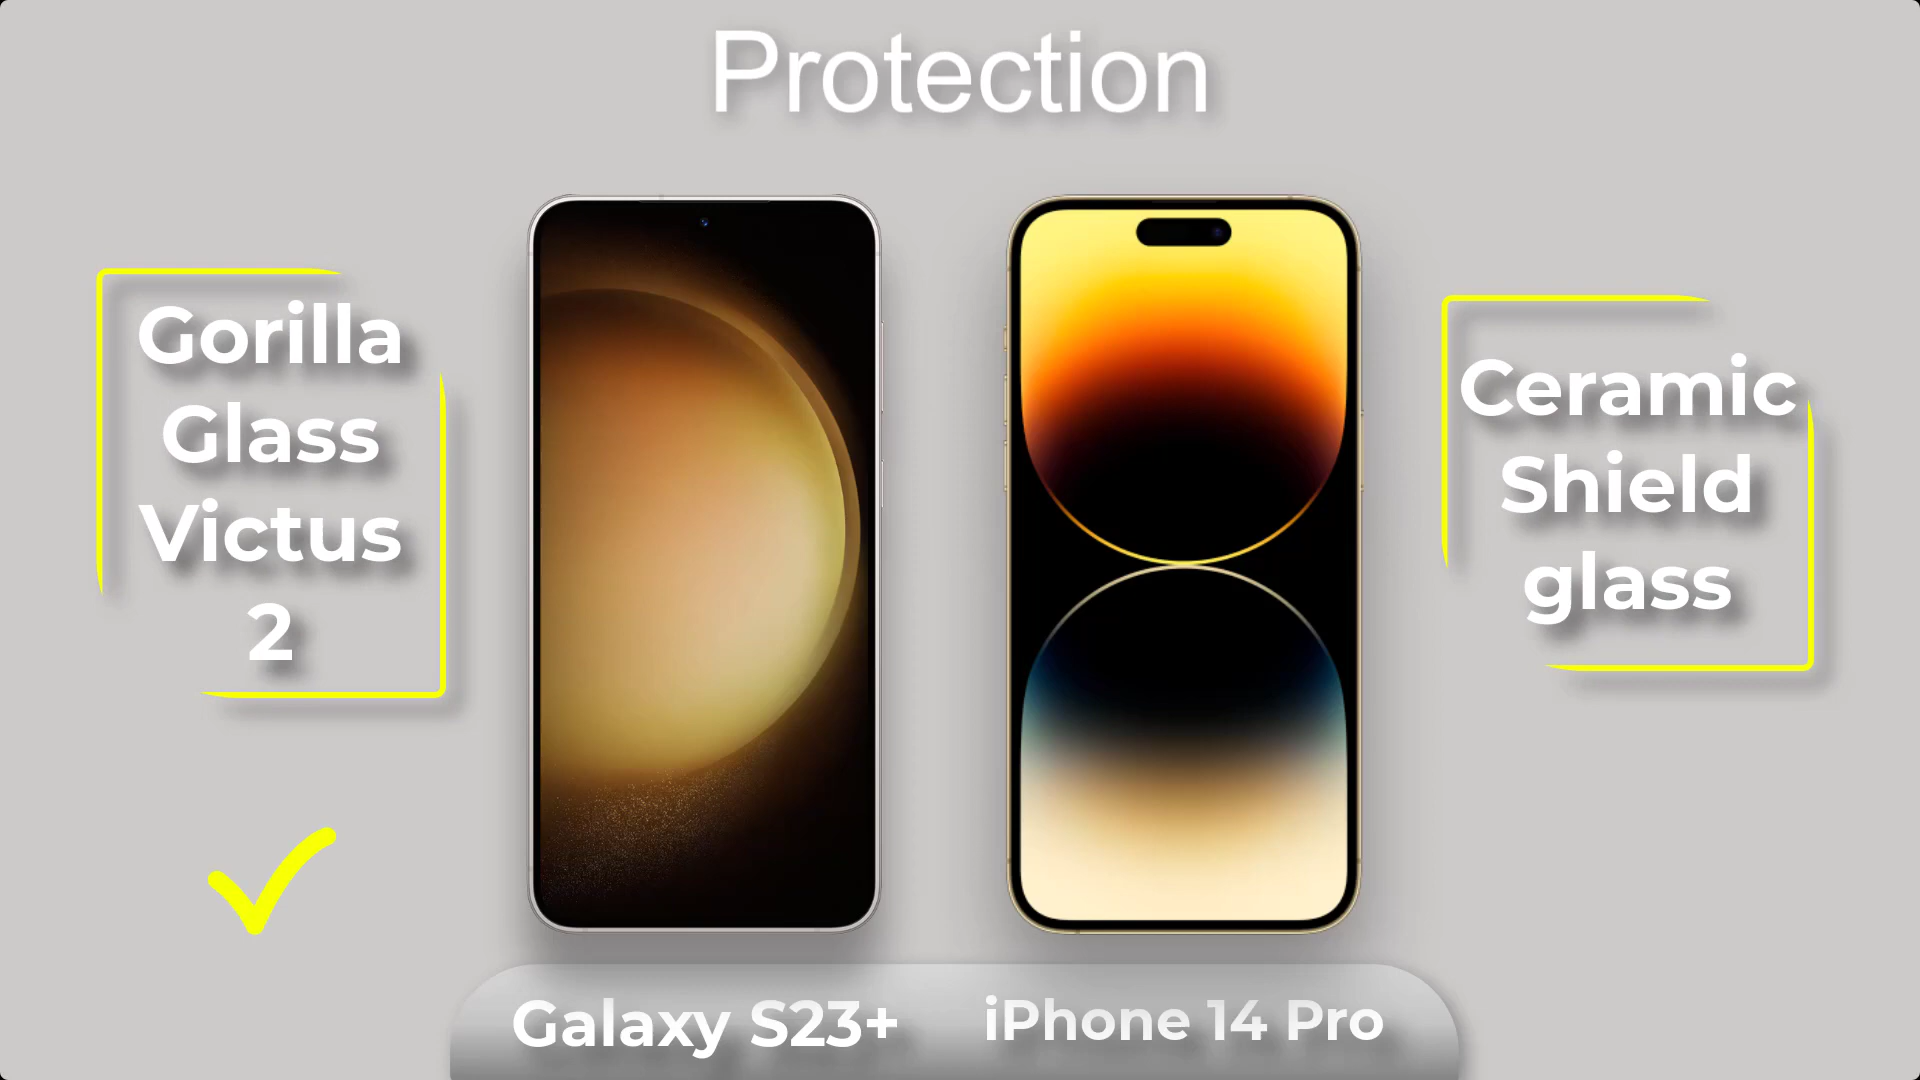 Protection
Gorilla
Glass
Victus
2
Ceramic
Shield
glass
Galaxy S23+
iPhone 14 Pro